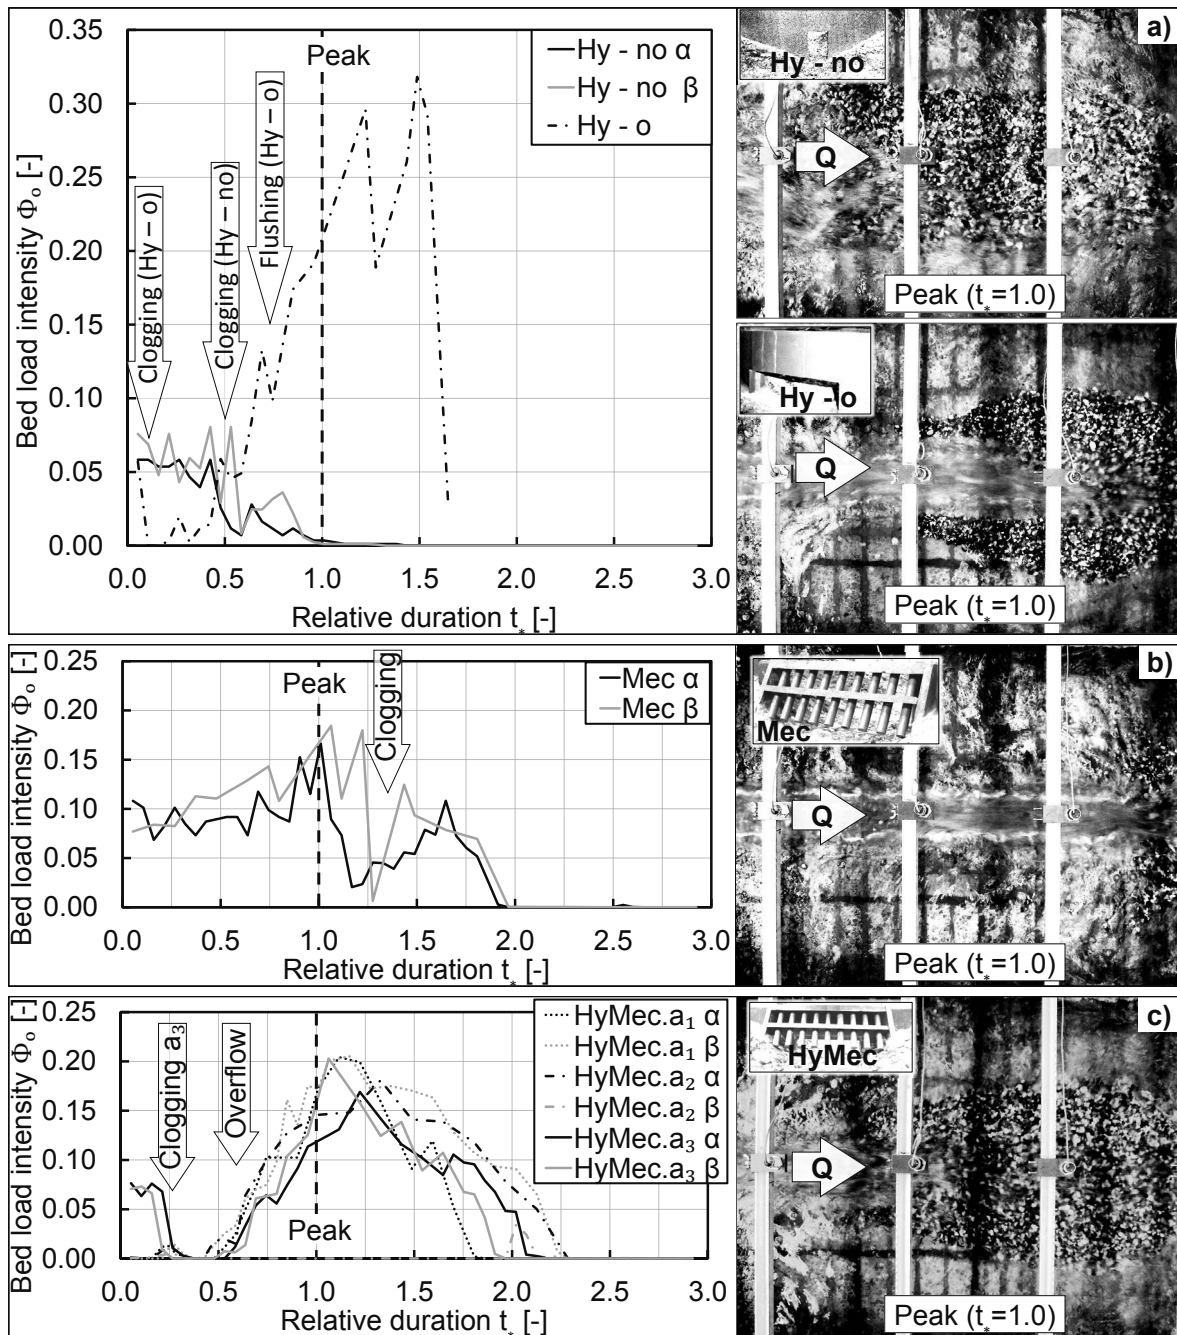 a)
0.35
0.30
0.25
0.20
0.15
0.10
0.05
0.00
Bed load intensity Φₒ [-]
0.0 0.5 1.0 1.5 2.0 2.5 3.0
Relative duration t* [-]
Peak
Clogging (Hy – o)
Clogging (Hy – no)
Flushing (Hy – o)
Hy - no α
Hy - no β
Hy - o
Hy - no
Q
Peak (t*=1.0)
Hy - o
Q
Peak (t*=1.0)
b)
0.25
0.20
0.15
0.10
0.05
0.00
Bed load intensity Φₒ [-]
0.0 0.5 1.0 1.5 2.0 2.5 3.0
Relative duration t* [-]
Peak
Clogging
Mec α
Mec β
Mec
Q
Peak (t*=1.0)
c)
0.25
0.20
0.15
0.10
0.05
0.00
Bed load intensity Φₒ [-]
0.0 0.5 1.0 1.5 2.0 2.5 3.0
Relative duration t* [-]
Clogging a₃
Overflow
Peak
HyMec.a₁ α
HyMec.a₁ β
HyMec.a₂ α
HyMec.a₂ β
HyMec.a₃ α
HyMec.a₃ β
HyMec
Q
Peak (t*=1.0)